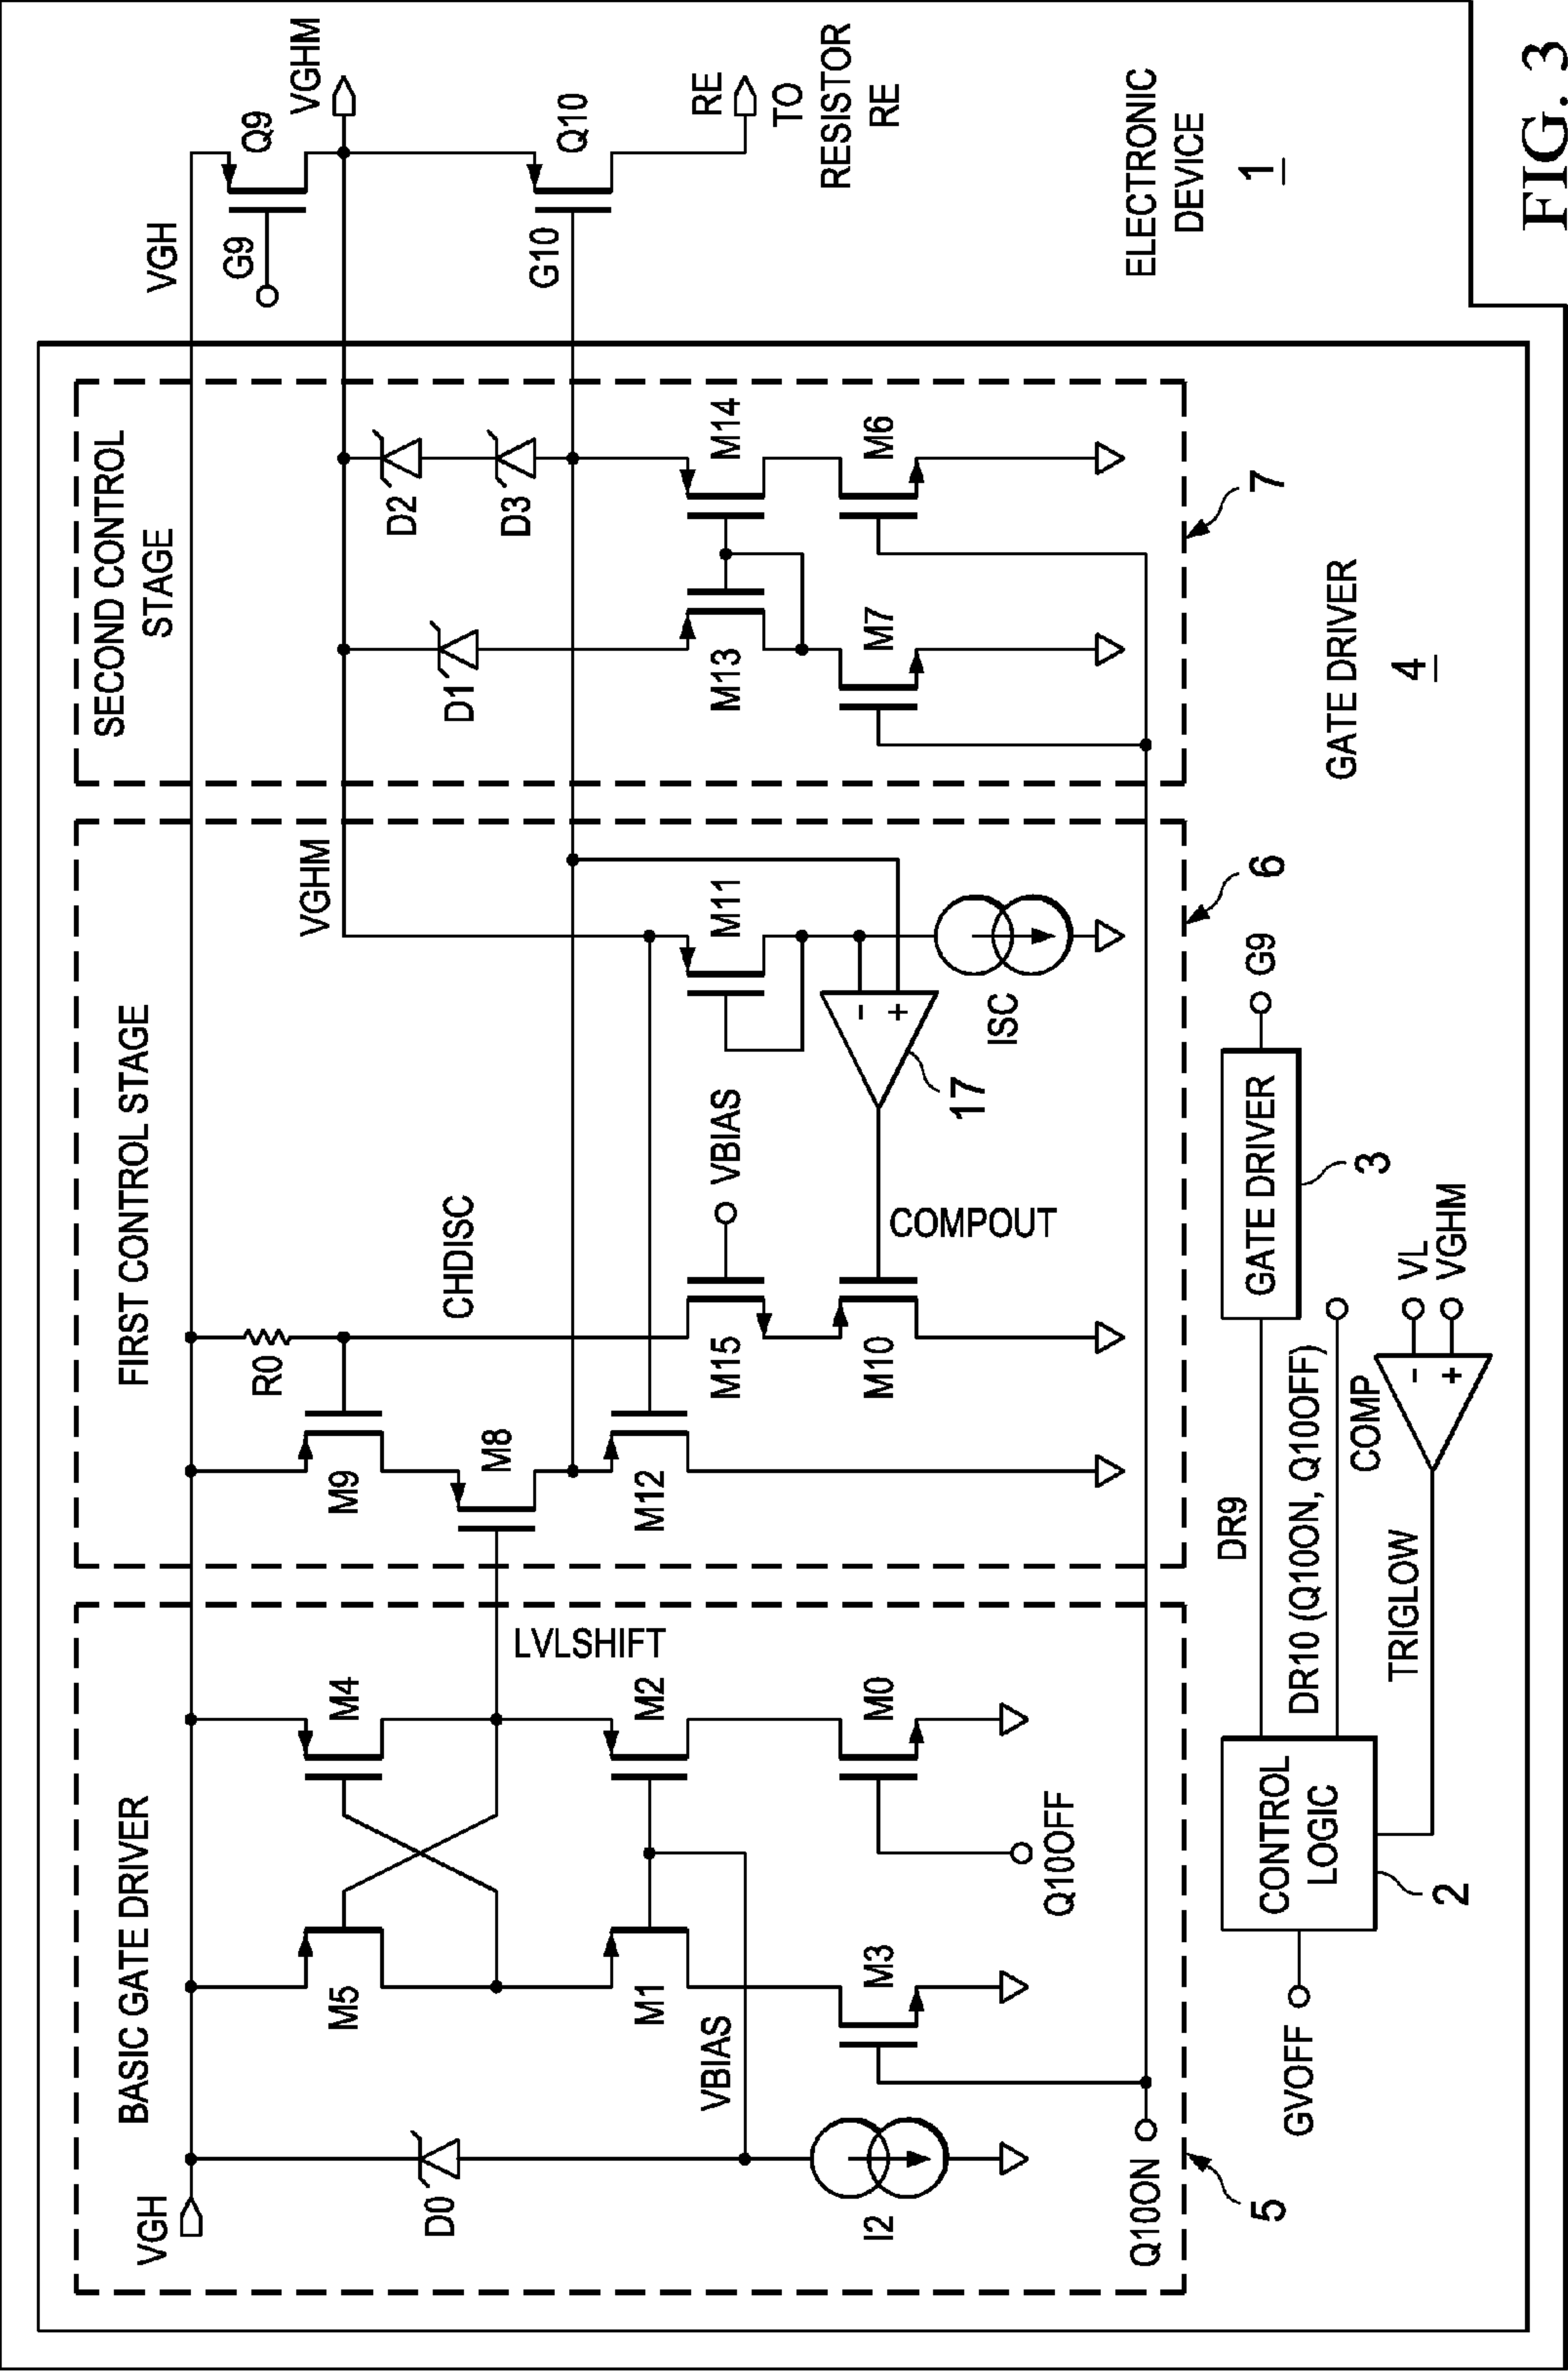 BASIC GATE DRIVER
VGH
D0
I2
VBIAS
M5
M4
M1
M2
M3
M0
LVLSHIFT
Q10OFF
Q10ON
5
FIRST CONTROL STAGE
R0
M9
M8
M12
CHDISC
M15
M10
VBIAS
COMPOUT
VGHM
M11
-
+
17
ISC
6
SECOND CONTROL
STAGE
D1
D2
D3
M13
M14
M7
M6
7
VGH
G9
Q9
VGHM
G10
Q10
RE
TO
RESISTOR
RE
ELECTRONIC
DEVICE
1
GATE DRIVER
4
GVOFF
CONTROL
LOGIC
2
DR9
DR10 (Q10ON, Q10OFF)
TRIGLOW
COMP
-
+
VL
VGHM
GATE DRIVER
3
G9
FIG. 3